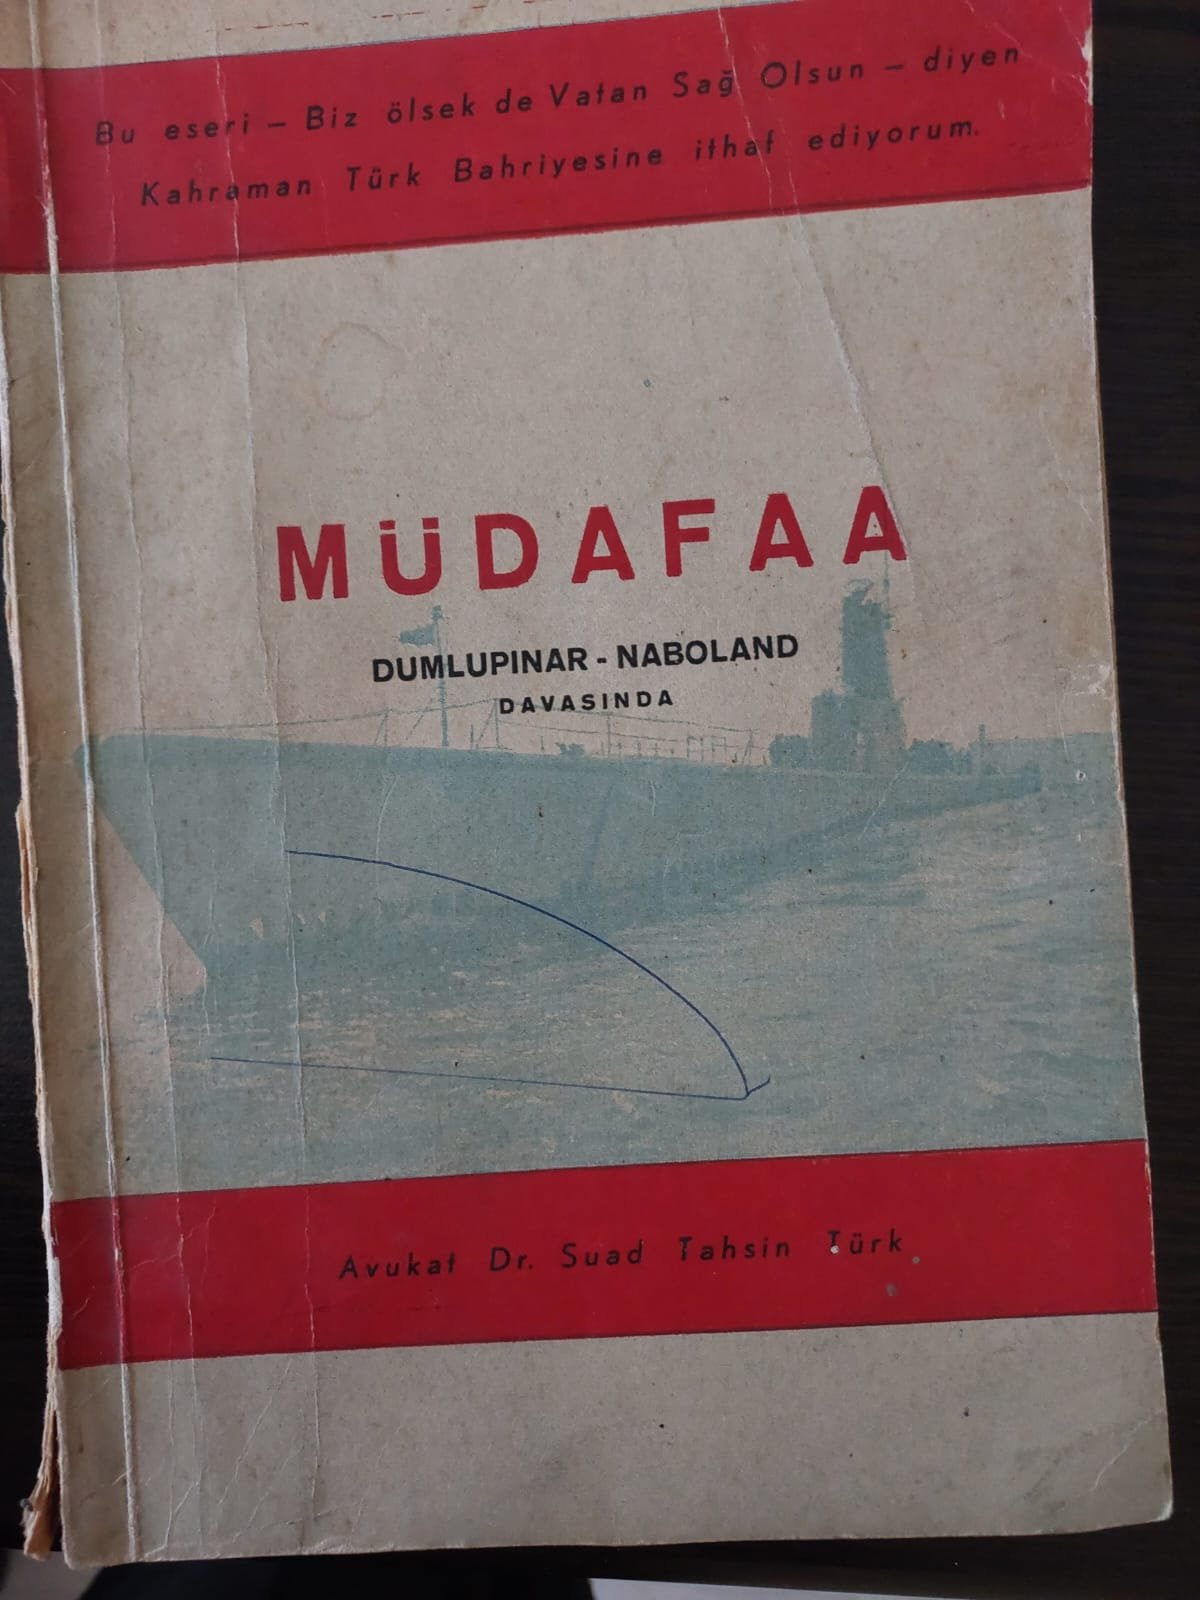 Bu eseri - Biz ölsek de Vatan Sağ Olsun - diyen
Kahraman Türk Bahriyesine ithaf ediyorum.
MÜDAFAA
DUMLUPINAR - NABOLAND
DAVASINDA
Avukat Dr. Suad Tahsin Türk